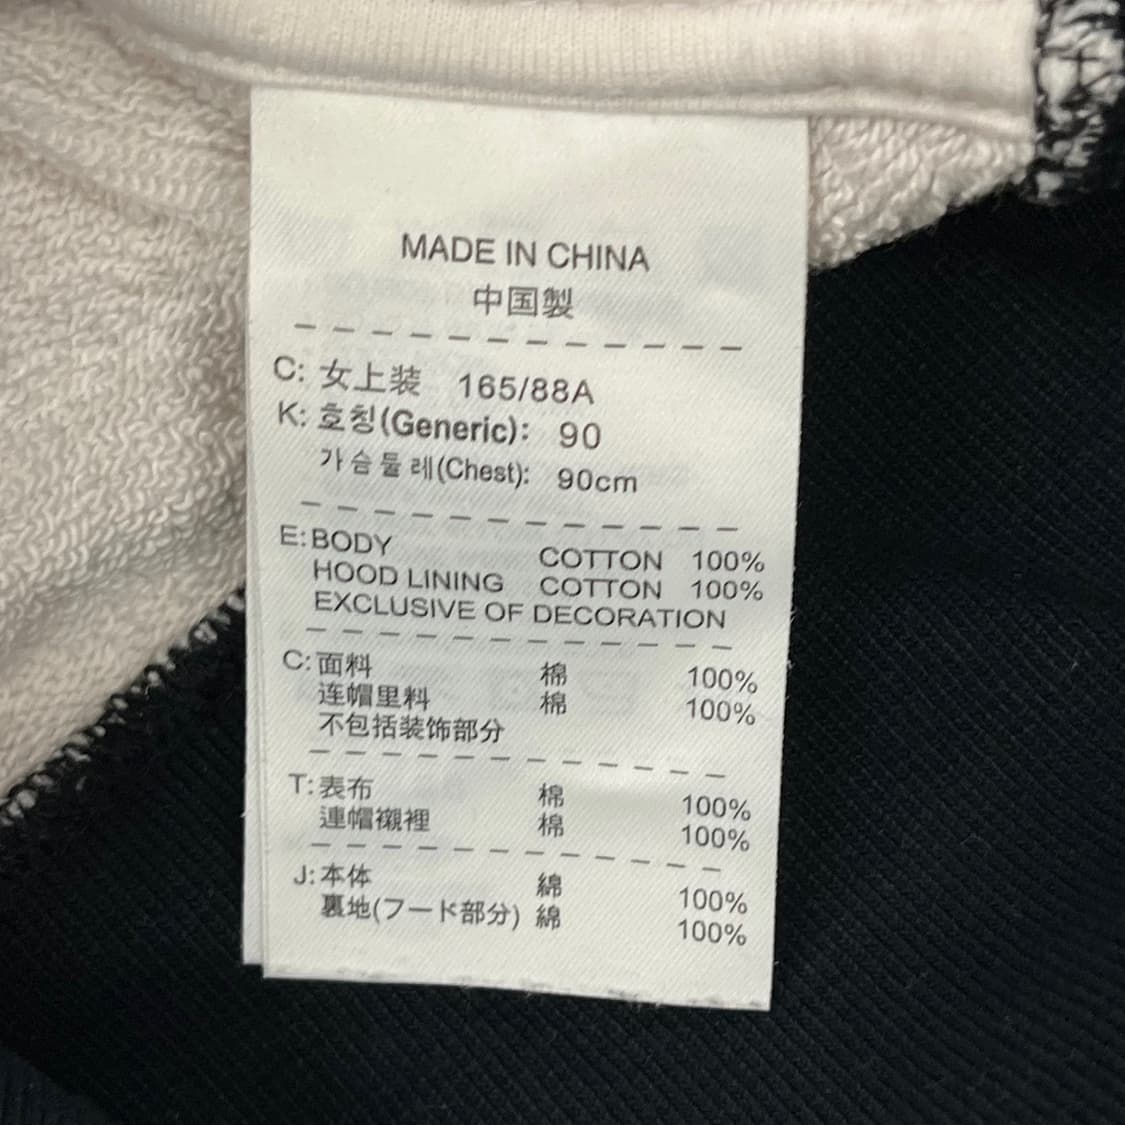 MADE IN CHINA
中国製
C: 女上装 165/88A
K: 호칭(Generic): 90
가슴둘레(Chest): 90cm
E: BODY COTTON 100%
HOOD LINING COTTON 100%
EXCLUSIVE OF DECORATION
C: 面料 棉 100%
连帽里料 棉 100%
不包括装饰部分
T: 表布 棉 100%
連帽襯裡 棉 100%
J: 本体 綿 100%
裏地(フード部分) 綿 100%